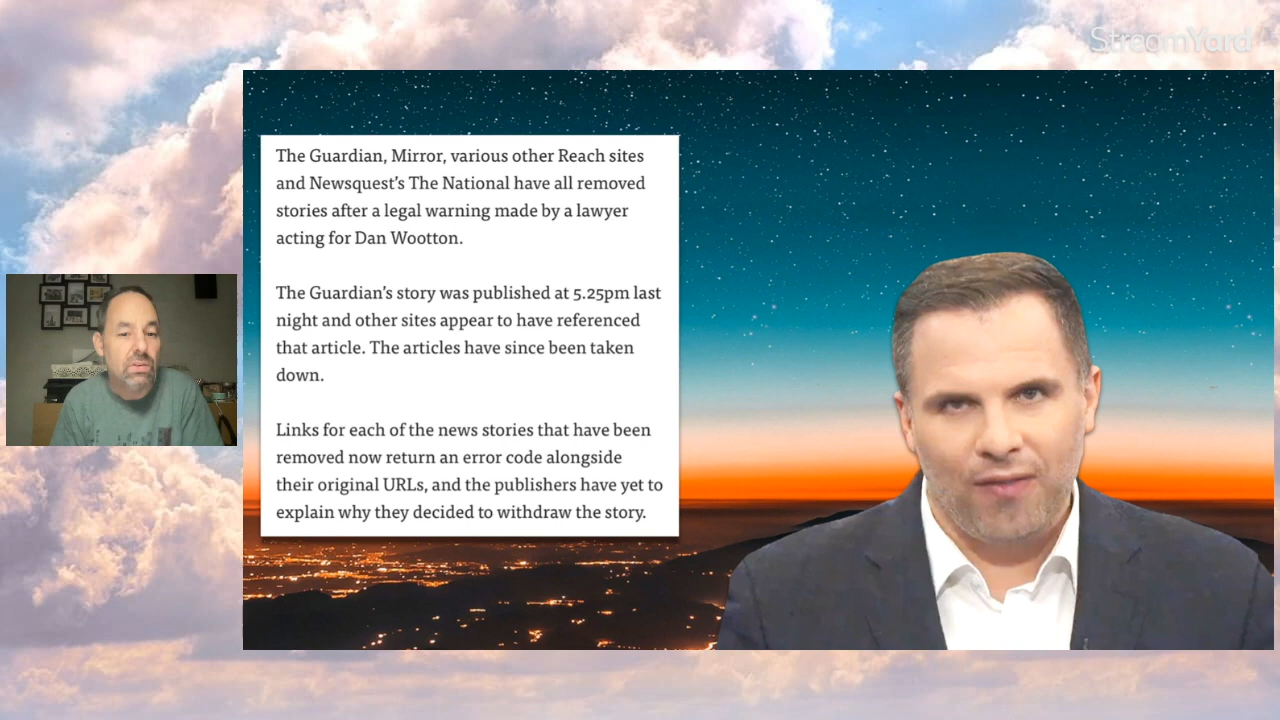 StreamYard
The Guardian, Mirror, various other Reach sites
and Newsquest's The National have all removed
stories after a legal warning made by a lawyer
acting for Dan Wootton.
The Guardian's story was published at 5.25pm last
night and other sites appear to have referenced
that article. The articles have since been taken
down.
Links for each of the news stories that have been
removed now return an error code alongside
their original URLs, and the publishers have yet to
explain why they decided to withdraw the story.